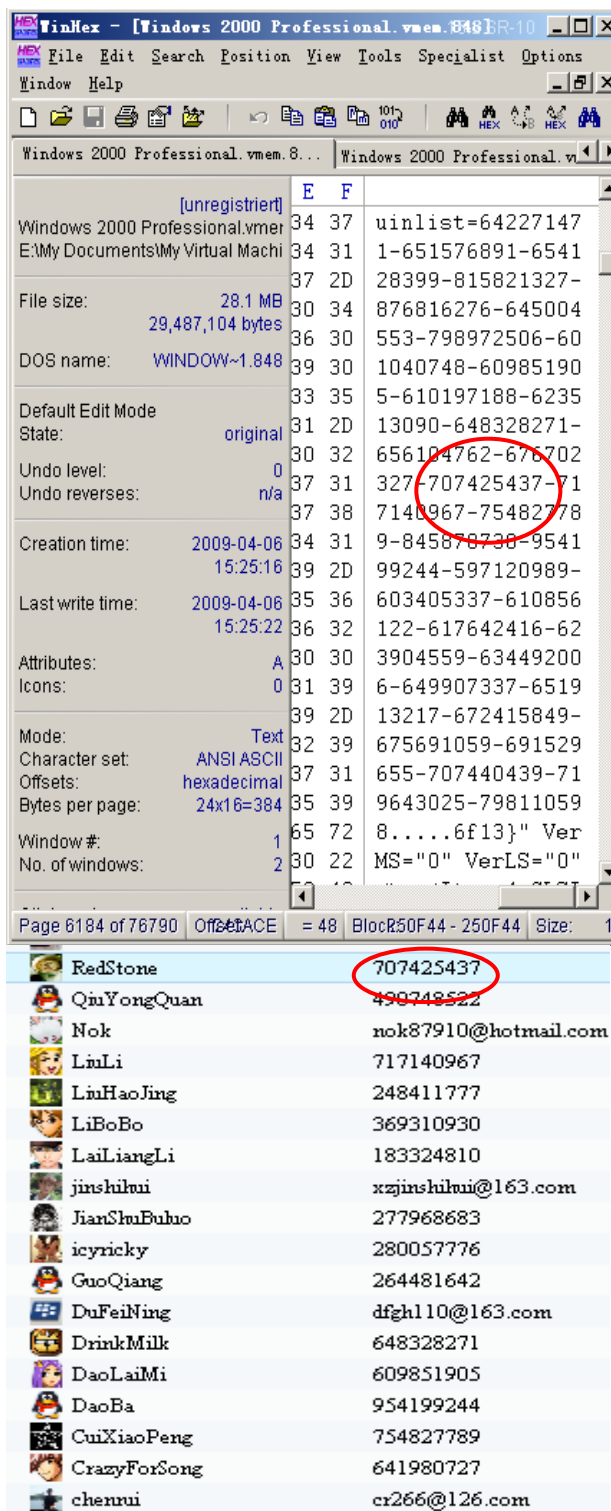 WinHex - [Windows 2000 Professional.vmem.848]
File Edit Search Position View Tools Specialist Options
Window Help
Windows 2000 Professional.vmem.8... Windows 2000 Professional.v
[unregistriert]
Windows 2000 Professional.vmer
E:\My Documents\My Virtual Machi
File size: 28.1 MB
29,487,104 bytes
DOS name: WINDOW~1.848
Default Edit Mode
State: original
Undo level: 0
Undo reverses: n/a
Creation time: 2009-04-06
15:25:16
Last write time: 2009-04-06
15:25:22
Attributes: A
Icons: 0
Mode: Text
Character set: ANSI ASCII
Offsets: hexadecimal
Bytes per page: 24x16=384
Window #: 1
No. of windows: 2
E F
34 37 uinlist=64227147
34 31 1-651576891-6541
37 2D 28399-815821327-
30 34 876816276-645004
36 30 553-798972506-60
39 30 1040748-60985190
33 35 5-610197188-6235
31 2D 13090-648328271-
30 32 656104762-676702
37 31 327-707425437-71
37 38 7140967-75482778
34 31 9-845878738-9541
39 2D 99244-597120989-
35 36 603405337-610856
36 32 122-617642416-62
30 30 3904559-63449200
31 39 6-649907337-6519
39 2D 13217-672415849-
32 39 675691059-691529
37 31 655-707440439-71
35 39 9643025-79811059
65 72 8.....6f13}" Ver
30 22 MS="0" VerLS="0"
Page 6184 of 76790 = 48 250F44 Size: 1
RedStone 707425437
QiuYongQuan 490748522
Nok nok87910@hotmail.com
LiuLi 717140967
LiuHaoJing 248411777
LiBoBo 369310930
LaiLiangLi 183324810
jinshihui xzjinshihui@163.com
JianShuBuluo 277968683
icyricky 280057776
GuoQiang 264481642
DuFeiNing dfgh110@163.com
DrinkMilk 648328271
DaoLaiMi 609851905
DaoBa 954199244
CuiXiaoPeng 754827789
CrazyForSong 641980727
chenrui cr266@126.com